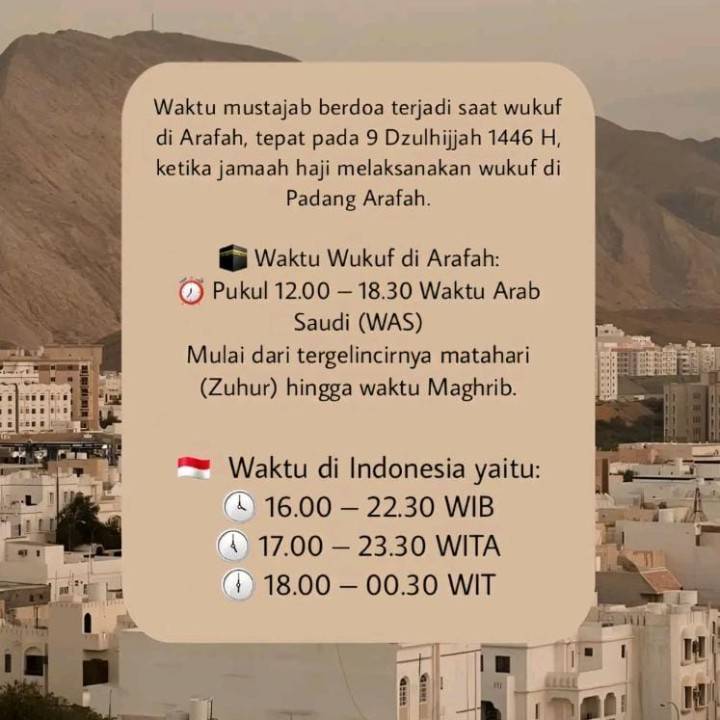 Waktu mustajab berdoa terjadi saat wukuf
di Arafah, tepat pada 9 Dzulhijjah 1446 H,
ketika jamaah haji melaksanakan wukuf di
Padang Arafah.
🕋 Waktu Wukuf di Arafah:
⏰ Pukul 12.00 – 18.30 Waktu Arab
Saudi (WAS)
Mulai dari tergelincirnya matahari
(Zuhur) hingga waktu Maghrib.
🇮🇩 Waktu di Indonesia yaitu:
🕓 16.00 – 22.30 WIB
🕔 17.00 – 23.30 WITA
🕕 18.00 – 00.30 WIT